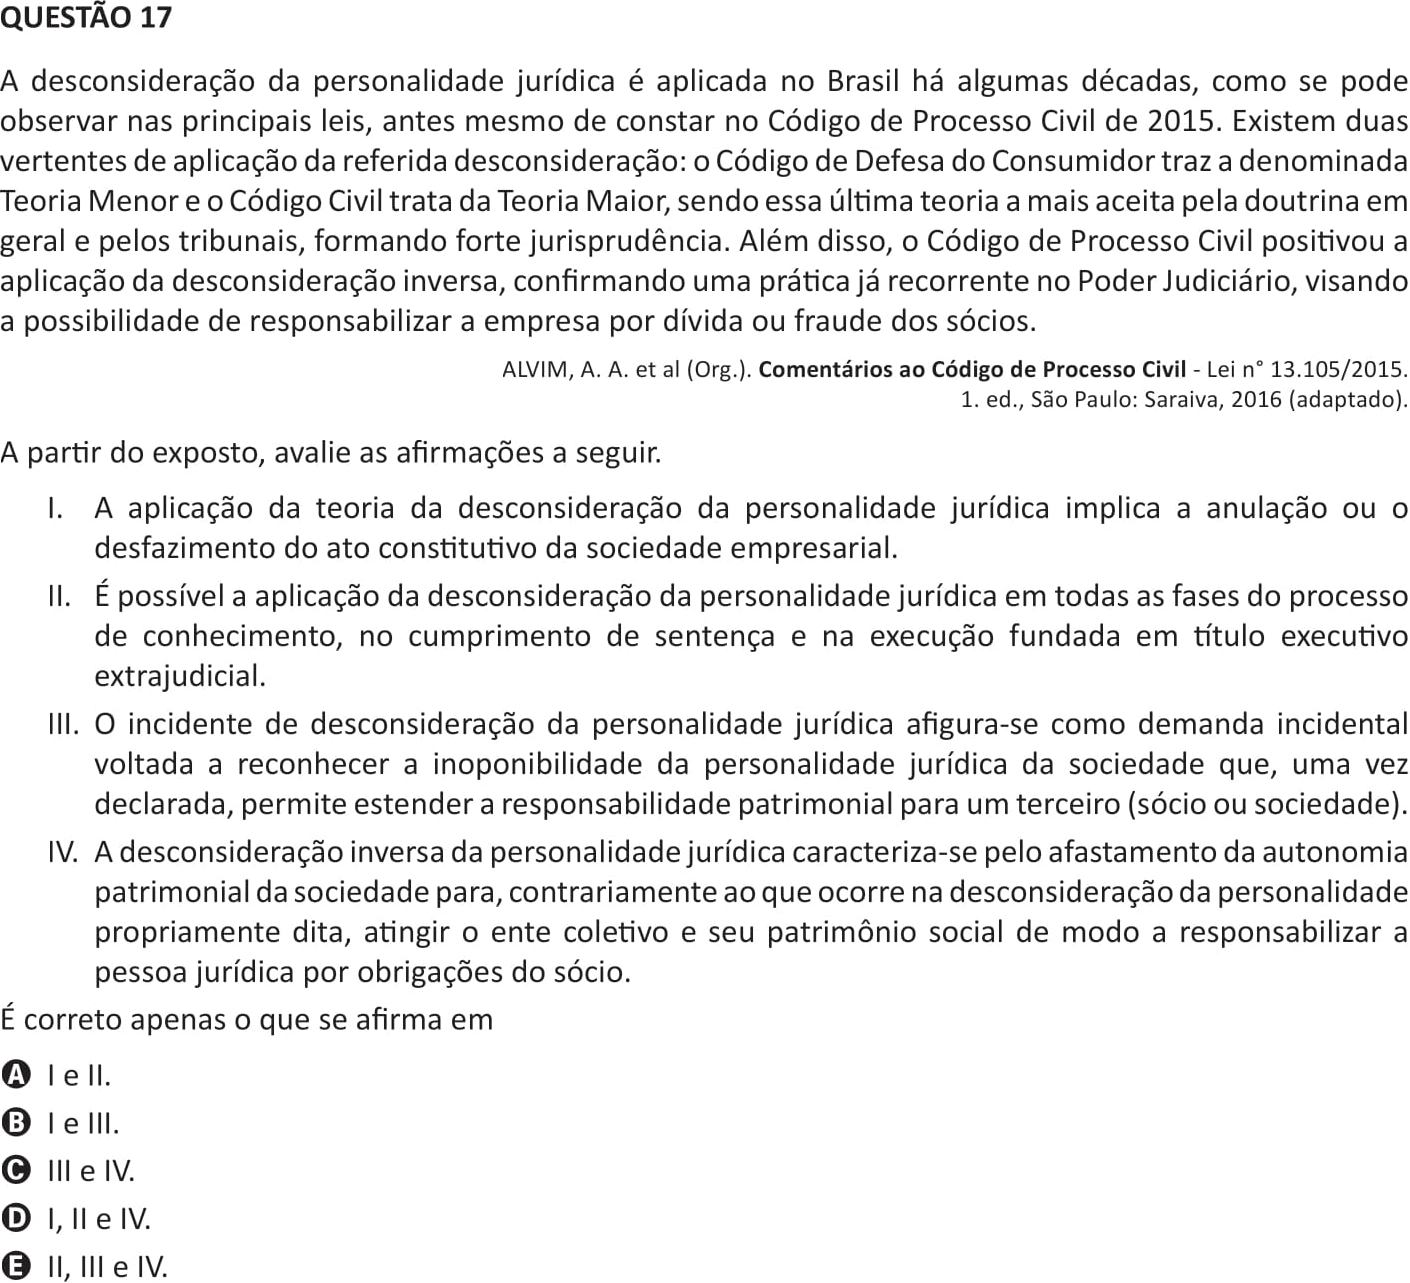 QUESTÃO 17
A desconsideração da personalidade jurídica é aplicada no Brasil há algumas décadas, como se pode
observar nas principais leis, antes mesmo de constar no Código de Processo Civil de 2015. Existem duas
vertentes de aplicação da referida desconsideração: o Código de Defesa do Consumidor traz a denominada
Teoria Menor e o Código Civil trata da Teoria Maior, sendo essa última teoria a mais aceita pela doutrina em
geral e pelos tribunais, formando forte jurisprudência. Além disso, o Código de Processo Civil positivou a
aplicação da desconsideração inversa, confirmando uma prática já recorrente no Poder Judiciário, visando
a possibilidade de responsabilizar a empresa por dívida ou fraude dos sócios.
ALVIM, A. A. et al (Org.). Comentários ao Código de Processo Civil - Lei n° 13.105/2015.
1. ed., São Paulo: Saraiva, 2016 (adaptado).
A partir do exposto, avalie as afirmações a seguir.
I. A aplicação da teoria da desconsideração da personalidade jurídica implica a anulação ou o
desfazimento do ato constitutivo da sociedade empresarial.
II. É possível a aplicação da desconsideração da personalidade jurídica em todas as fases do processo
de conhecimento, no cumprimento de sentença e na execução fundada em título executivo
extrajudicial.
III. O incidente de desconsideração da personalidade jurídica afigura-se como demanda incidental
voltada a reconhecer a inoponibilidade da personalidade jurídica da sociedade que, uma vez
declarada, permite estender a responsabilidade patrimonial para um terceiro (sócio ou sociedade).
IV. A desconsideração inversa da personalidade jurídica caracteriza-se pelo afastamento da autonomia
patrimonial da sociedade para, contrariamente ao que ocorre na desconsideração da personalidade
propriamente dita, atingir o ente coletivo e seu patrimônio social de modo a responsabilizar a
pessoa jurídica por obrigações do sócio.
É correto apenas o que se afirma em
A I e II.
B I e III.
C III e IV.
D I, II e IV.
E II, III e IV.